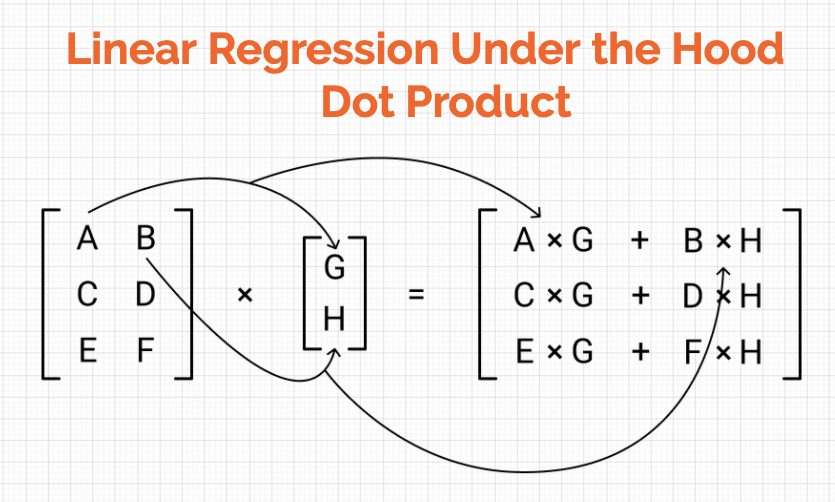 Linear Regression Under the Hood
Dot Product
A B
C D
E F
×
G
H
=
A × G + B × H
C × G + D × H
E × G + F × H